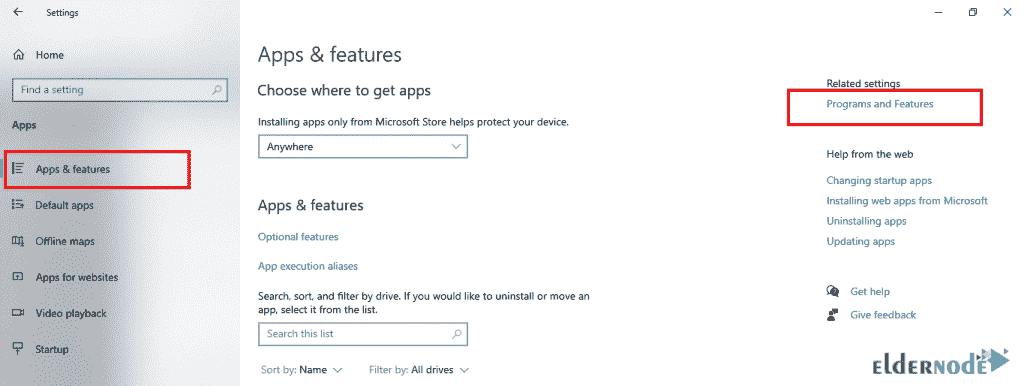 Settings
Home
Find a setting
Apps
Apps & features
Default apps
Offline maps
Apps for websites
Video playback
Startup
Apps & features
Choose where to get apps
Installing apps only from Microsoft Store helps protect your device.
Anywhere
Apps & features
Optional features
App execution aliases
Search, sort, and filter by drive. If you would like to uninstall or move an
app, select it from the list.
Search this list
Sort by: Name Filter by: All drives
Related settings
Programs and Features
Help from the web
Changing startup apps
Installing web apps from Microsoft
Uninstalling apps
Updating apps
Get help
Give feedback
ELDERNODE